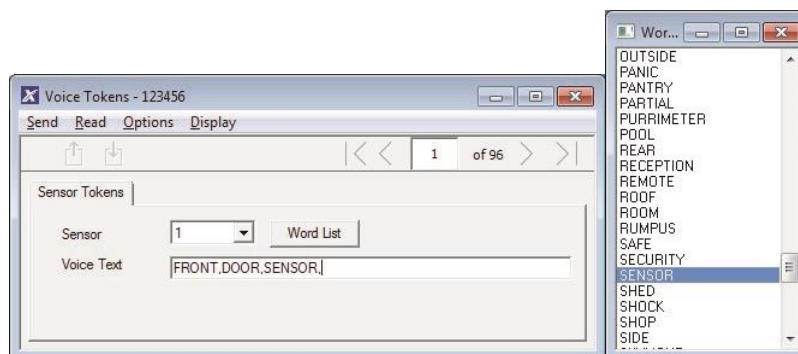 Voice Tokens - 123456
Send Read Options Display
1 of 96
Sensor Tokens
Sensor 1 Word List
Voice Text FRONT,DOOR,SENSOR,
Wor...
OUTSIDE
PANIC
PANTRY
PARTIAL
PURRIMETER
POOL
REAR
RECEPTION
REMOTE
ROOF
ROOM
RUMPUS
SAFE
SECURITY
SENSOR
SHED
SHOCK
SHOP
SIDE